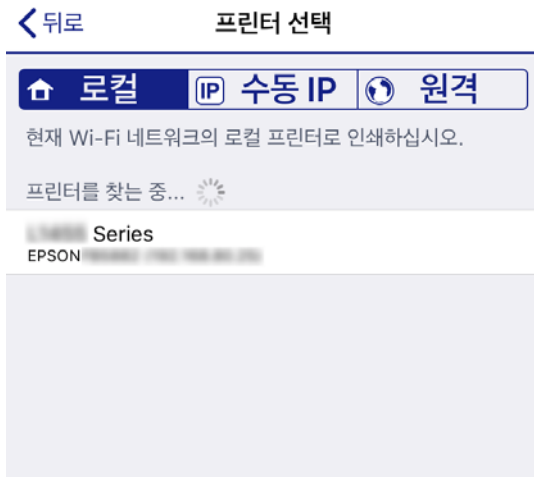 뒤로 프린터 선택
로컬 IP 수동 IP 원격
현재 Wi-Fi 네트워크의 로컬 프린터로 인쇄하십시오.
프린터를 찾는 중...
Series
EPSON